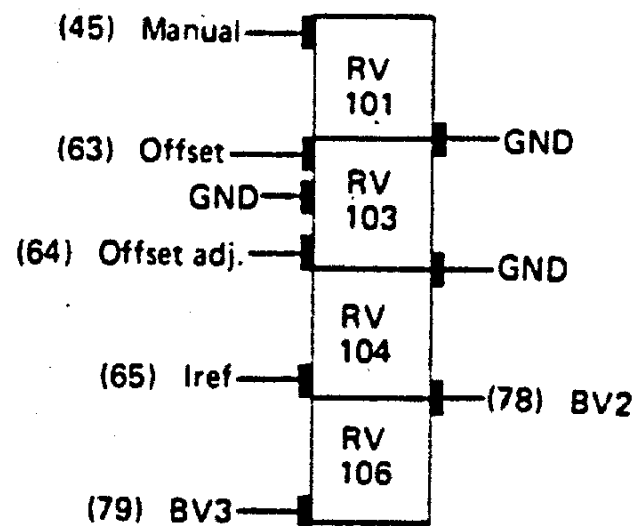 (45) Manual
RV
101
GND
(63) Offset
GND
RV
103
(64) Offset adj.
GND
RV
104
(65) Iref
(78) BV2
RV
106
(79) BV3